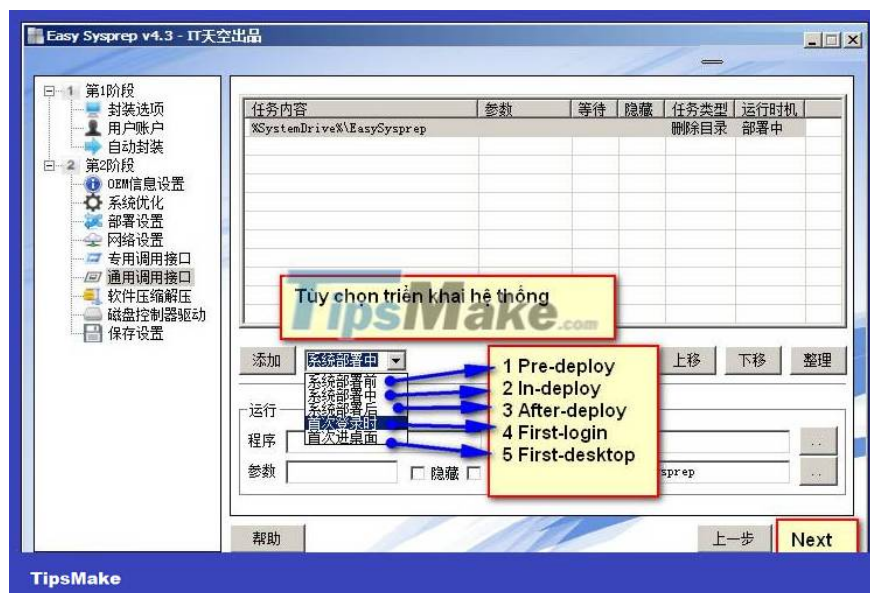 Easy Sysprep v4.3 - IT天空出品
1 第1阶段
封装选项
用户账户
自动封装
2 第2阶段
OEM信息设置
系统优化
部署设置
网络设置
专用调用接口
通用调用接口
软件压缩解压
磁盘控制器驱动
保存设置
任务内容 参数 等待 隐藏 任务类型 运行时机
%SystemDrive%\EasySysprep 删除目录 部署中
Tùy chọn triển khai hệ thống
TipsMake.com
添加 系统部署中 上移 下移 整理
系统部署前
系统部署中
系统部署后
首次登录时
首次进桌面
1 Pre-deploy
2 In-deploy
3 After-deploy
4 First-login
5 First-desktop
运行
程序 ..
参数 隐藏 sprep ..
帮助 上一步 Next
TipsMake